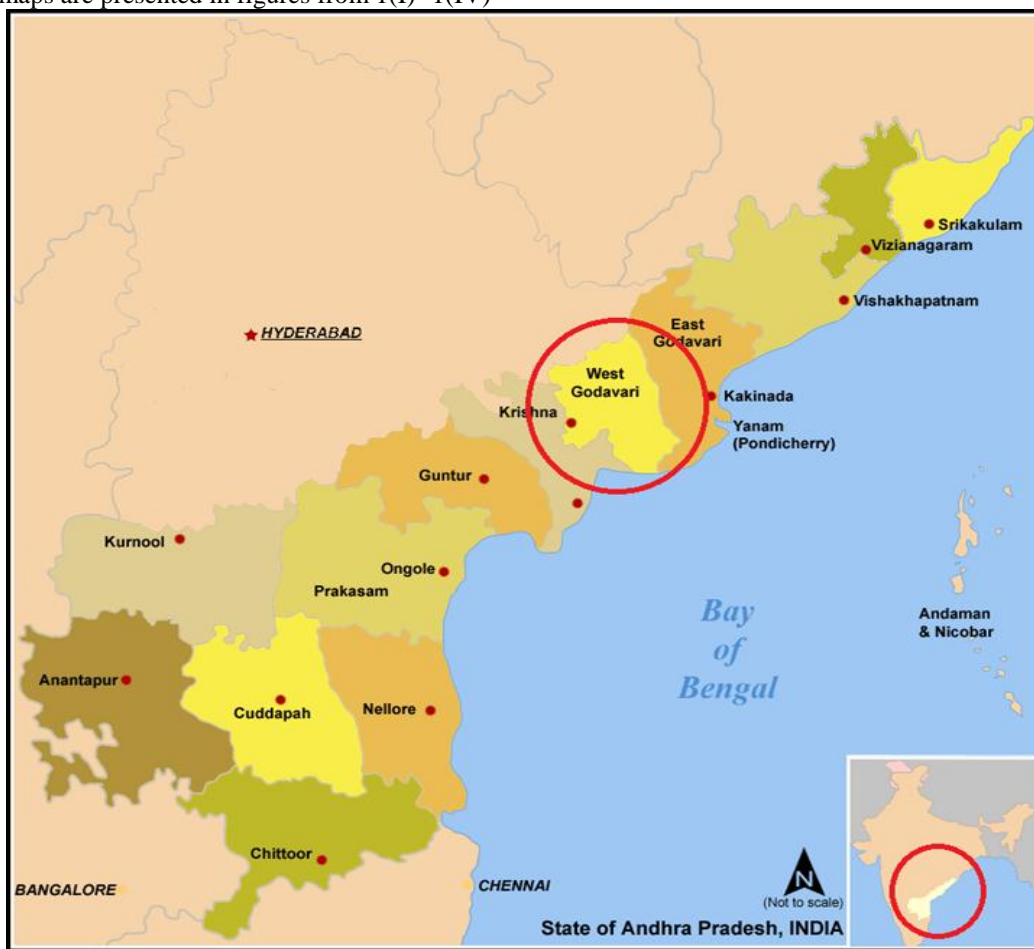 maps are presented in figures from 1(I)- 1(IV)
Srikakulam
Vizianagaram
Vishakhapatnam
HYDERABAD
East
Godavari
West
Godavari
Kakinada
Krishna
Yanam
(Pondicherry)
Guntur
Kurnool
Ongole
Prakasam
Bay
of
Bengal
Andaman
& Nicobar
Anantapur
Cuddapah
Nellore
Chittoor
BANGALORE
CHENNAI
N
(Not to scale)
State of Andhra Pradesh, INDIA